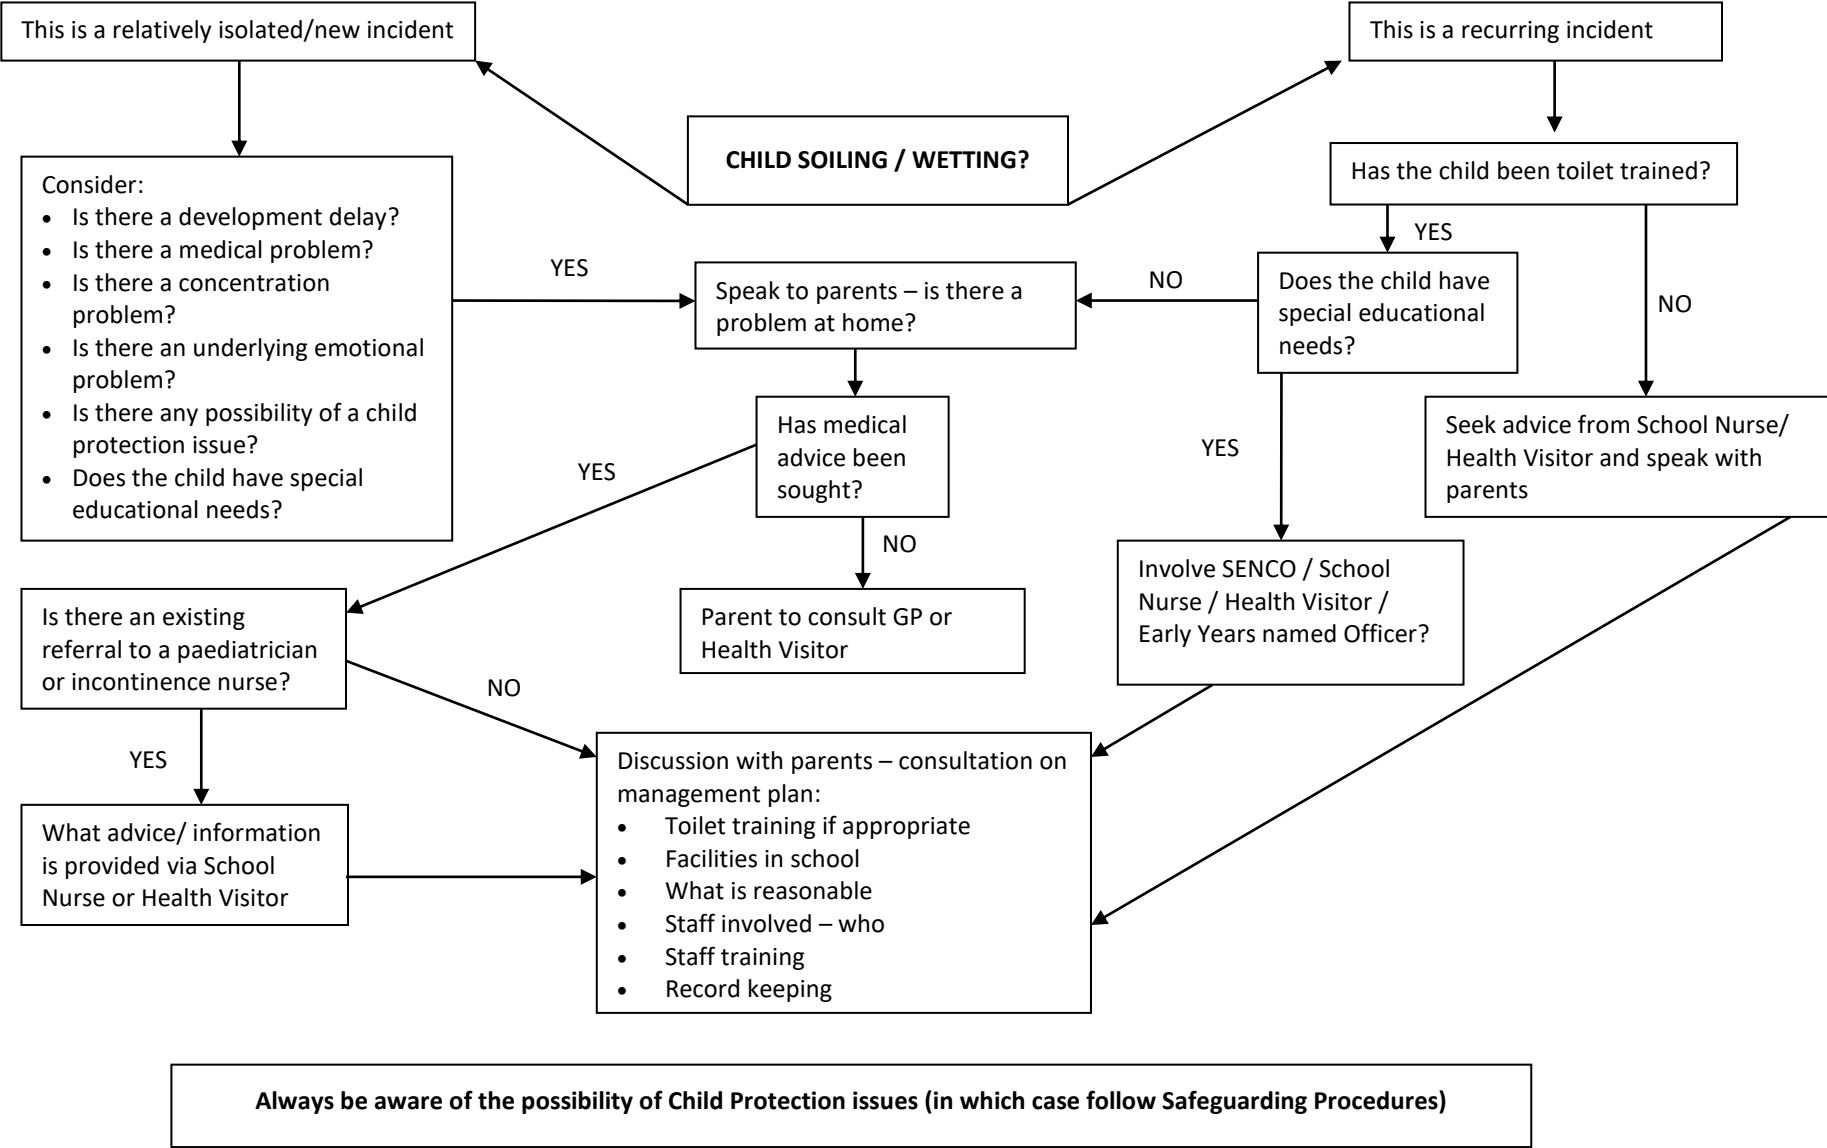 This is a relatively isolated/new incident
This is a recurring incident
CHILD SOILING / WETTING?
Has the child been toilet trained?
Consider:
• Is there a development delay?
• Is there a medical problem?
• Is there a concentration
problem?
• Is there an underlying emotional
problem?
• Is there any possibility of a child
protection issue?
• Does the child have special
educational needs?
YES
Speak to parents – is there a
problem at home?
NO
YES
Does the child have
special educational
needs?
NO
Has medical
advice been
sought?
YES
NO
YES
Seek advice from School Nurse/
Health Visitor and speak with
parents
Involve SENCO / School
Nurse / Health Visitor /
Early Years named Officer?
Is there an existing
referral to a paediatrician
or incontinence nurse?
Parent to consult GP or
Health Visitor
NO
YES
What advice/ information
is provided via School
Nurse or Health Visitor
Discussion with parents – consultation on
management plan:
• Toilet training if appropriate
• Facilities in school
• What is reasonable
• Staff involved – who
• Staff training
• Record keeping
Always be aware of the possibility of Child Protection issues (in which case follow Safeguarding Procedures)